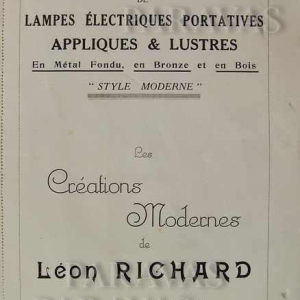 DE
LAMPES ÉLECTRIQUES PORTATIVES
APPLIQUES & LUSTRES
En Métal Fondu, en Bronze et en Bois
" STYLE MODERNE "
Les
Créations
Modernes
de
Léon RICHARD